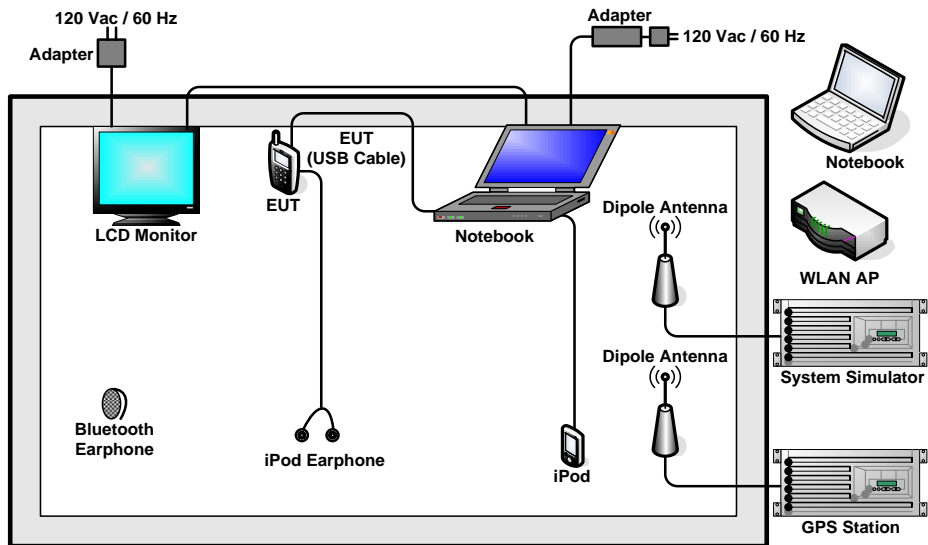 120 Vac / 60 Hz
Adapter
Adapter
120 Vac / 60 Hz
EUT
(USB Cable)
EUT
LCD Monitor
Notebook
Notebook
Dipole Antenna
WLAN AP
System Simulator
Dipole Antenna
Bluetooth
Earphone
iPod Earphone
iPod
GPS Station